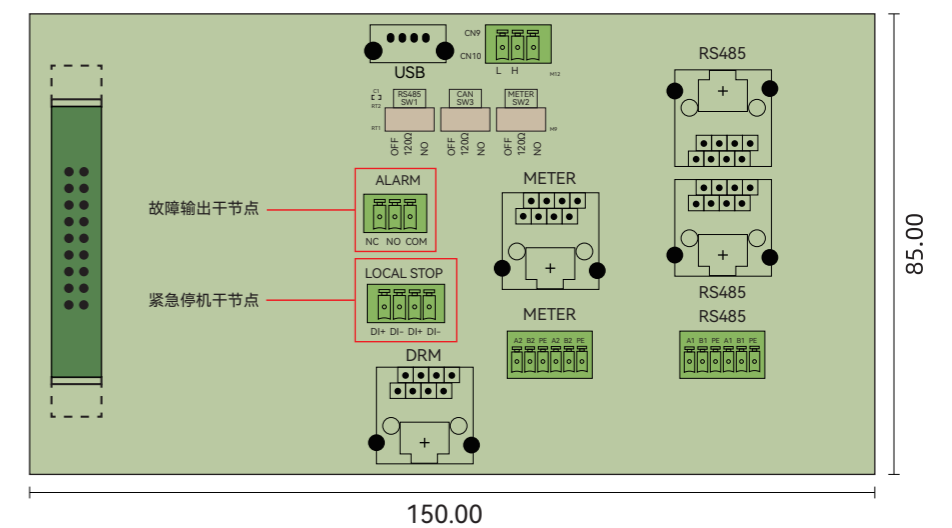 CN9
CN10
L H
M12
USB
RS485
C1
RT2
RT1
RS485
SW1
CAN
SW3
METER
SW2
M9
OFF
120Ω
NO
OFF
120Ω
NO
OFF
120Ω
NO
ALARM
故障输出干节点
NC NO COM
METER
LOCAL STOP
紧急停机干节点
DI+ DI- DI+ DI-
RS485
METER
RS485
A2 B2 PE A2 B2 PE
A1 B1 PE A1 B1 PE
DRM
85.00
150.00